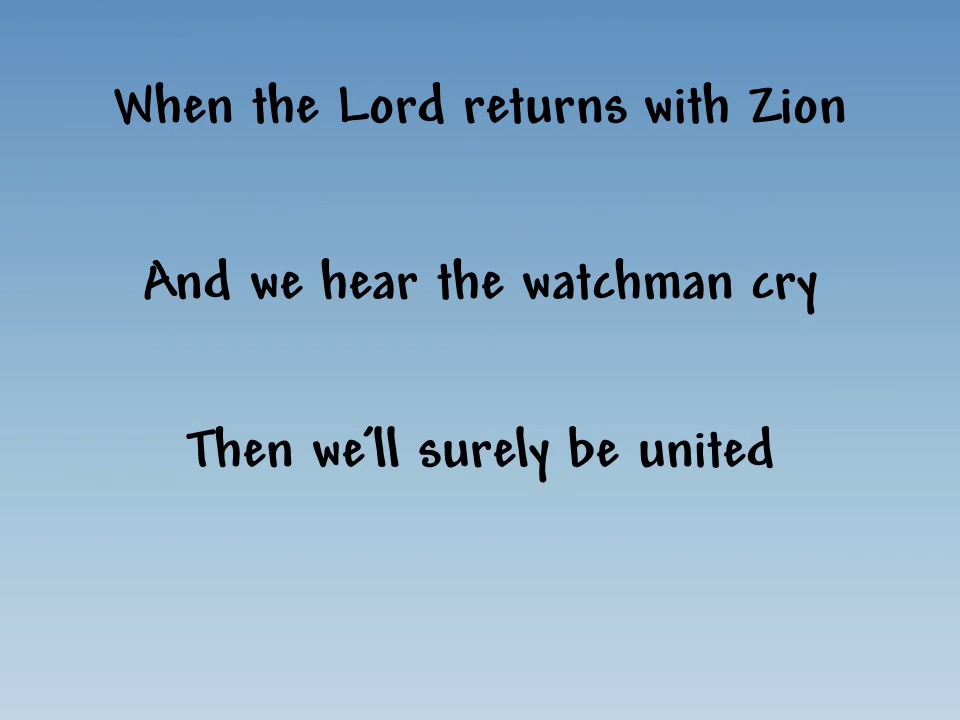 When the Lord returns with Zion
And we hear the watchman cry
Then we'll surely be united